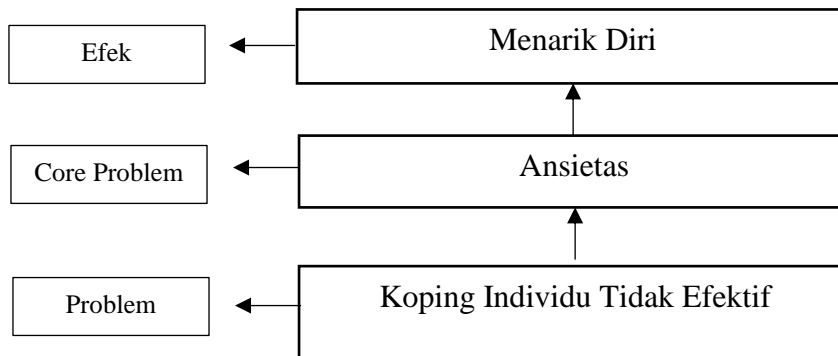 Efek
Menarik Diri
Core Problem
Ansietas
Problem
Koping Individu Tidak Efektif